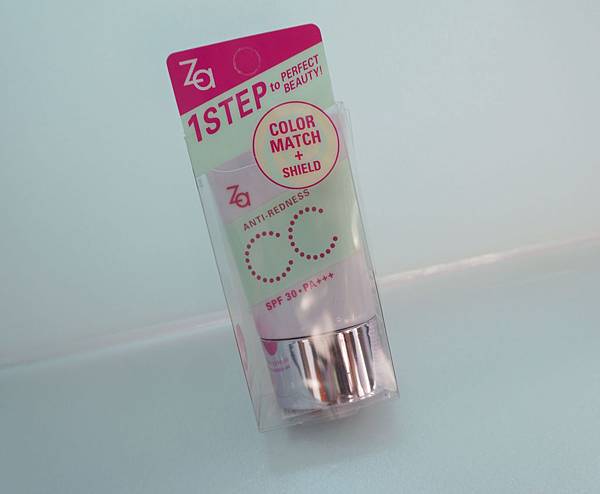 Za
1STEP to PERFECT
BEAUTY!
COLOR
MATCH
+
SHIELD
Za
ANTI-REDNESS
CC
SPF 30•PA+++